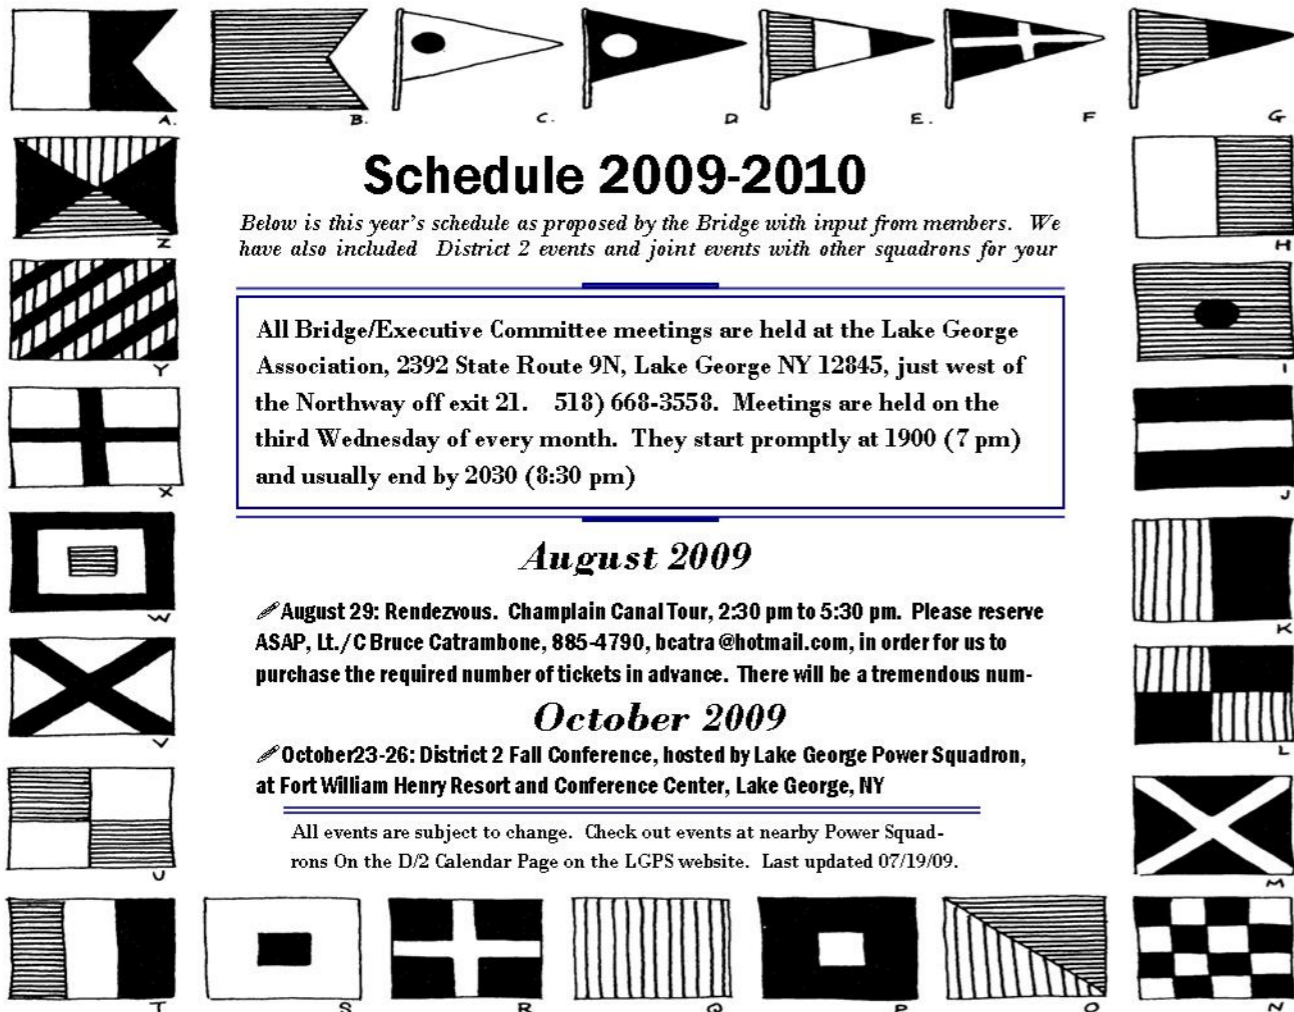 A.
B.
C.
D
E.
F
G
Schedule 2009-2010
Z
H
Below is this year's schedule as proposed by the Bridge with input from members. We
have also included District 2 events and joint events with other squadrons for your
All Bridge/Executive Committee meetings are held at the Lake George
Association, 2392 State Route 9N, Lake George NY 12845, just west of
the Northway off exit 21. 518) 668-3558. Meetings are held on the
third Wednesday of every month. They start promptly at 1900 (7 pm)
and usually end by 2030 (8:30 pm)
Y
I
X
J
August 2009
August 29: Rendezvous. Champlain Canal Tour, 2:30 pm to 5:30 pm. Please reserve
ASAP, Lt./C Bruce Catrambone, 885-4790, bcatra@hotmail.com, in order for us to
purchase the required number of tickets in advance. There will be a tremendous num-
W
K
October 2009
October23-26: District 2 Fall Conference, hosted by Lake George Power Squadron,
at Fort William Henry Resort and Conference Center, Lake George, NY
V
L
All events are subject to change. Check out events at nearby Power Squad-
rons On the D/2 Calendar Page on the LGPS website. Last updated 07/19/09.
U
M
T
S
R
Q
P
O
N